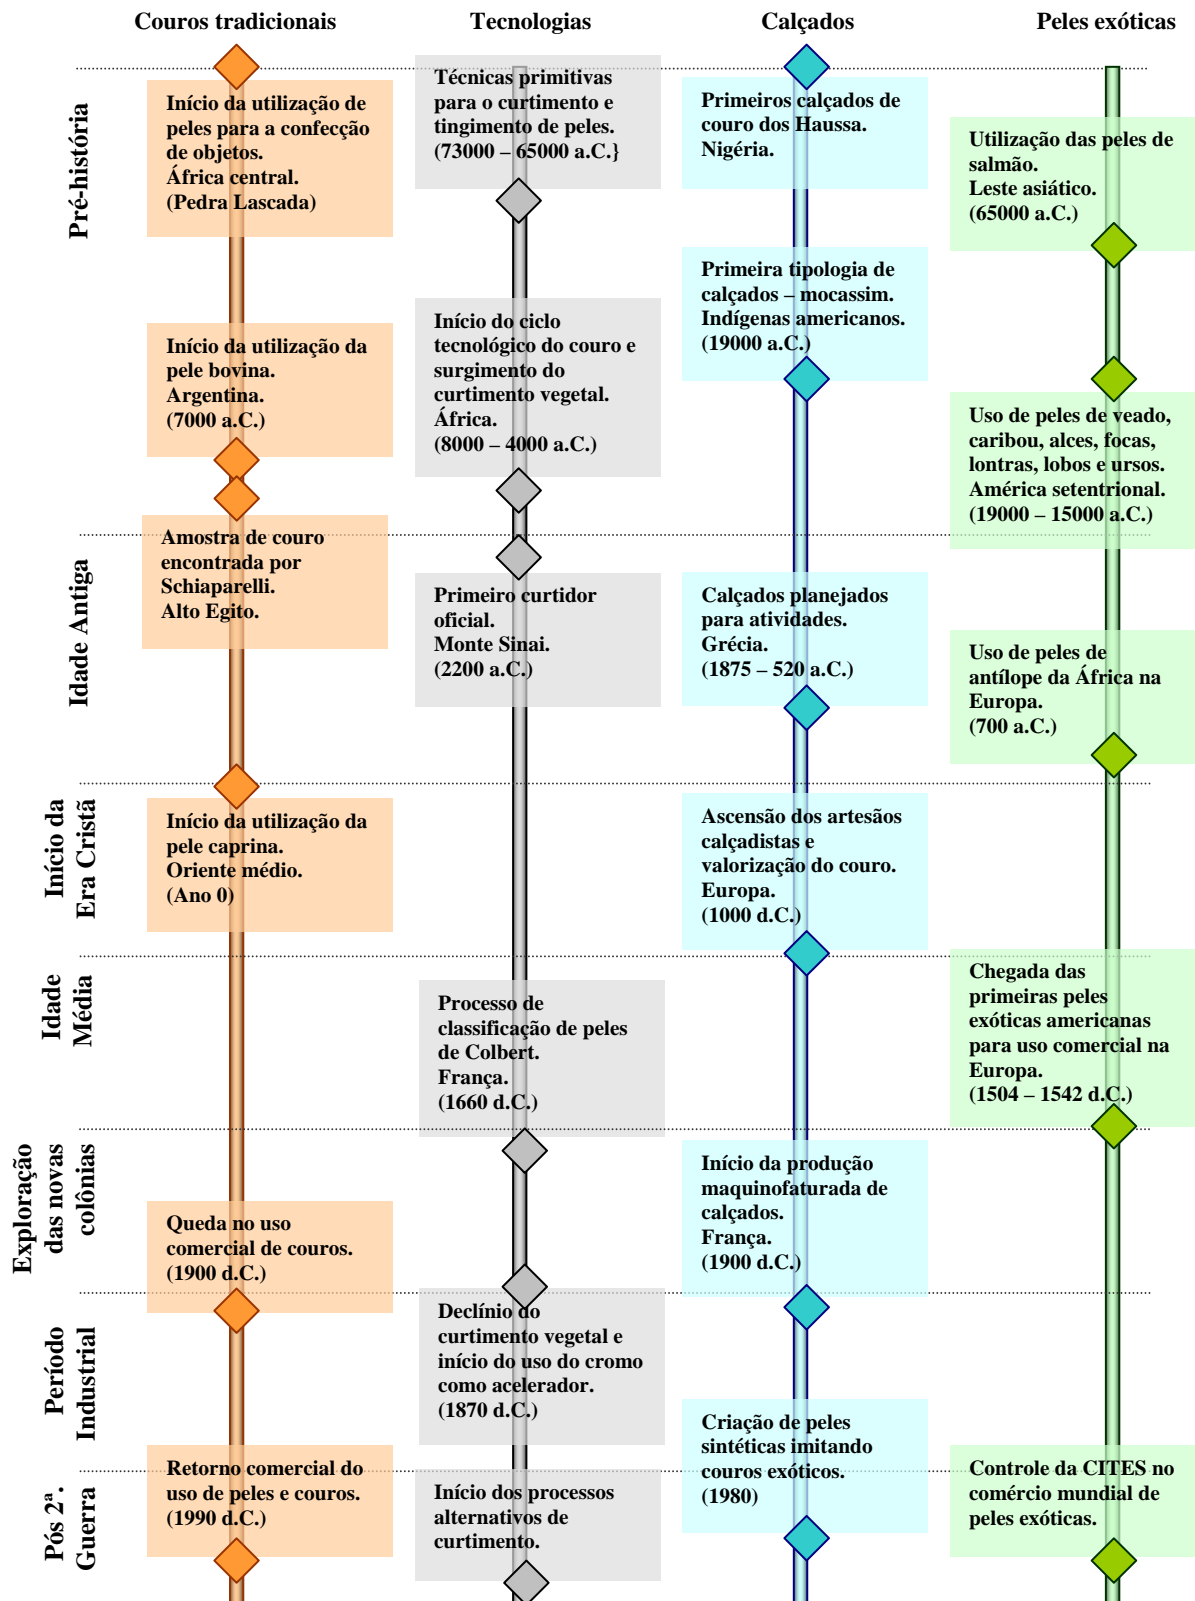 Couros tradicionais
Tecnologias
Calçados
Peles exóticas
Pré-história
Início da utilização de
peles para a confecção
de objetos.
África central.
(Pedra Lascada)
Técnicas primitivas
para o curtimento e
tingimento de peles.
(73000 – 65000 a.C.}
Primeiros calçados de
couro dos Haussa.
Nigéria.
Utilização das peles de
salmão.
Leste asiático.
(65000 a.C.)
Primeira tipologia de
calçados – mocassim.
Indígenas americanos.
(19000 a.C.)
Início da utilização da
pele bovina.
Argentina.
(7000 a.C.)
Início do ciclo
tecnológico do couro e
surgimento do
curtimento vegetal.
África.
(8000 – 4000 a.C.)
Uso de peles de veado,
caribou, alces, focas,
lontras, lobos e ursos.
América setentrional.
(19000 – 15000 a.C.)
Idade Antiga
Amostra de couro
encontrada por
Schiaparelli.
Alto Egito.
Primeiro curtidor
oficial.
Monte Sinai.
(2200 a.C.)
Calçados planejados
para atividades.
Grécia.
(1875 – 520 a.C.)
Uso de peles de
antílope da África na
Europa.
(700 a.C.)
Início da
Era Cristã
Início da utilização da
pele caprina.
Oriente médio.
(Ano 0)
Ascensão dos artesãos
calçadistas e
valorização do couro.
Europa.
(1000 d.C.)
Idade
Média
Processo de
classificação de peles
de Colbert.
França.
(1660 d.C.)
Chegada das
primeiras peles
exóticas americanas
para uso comercial na
Europa.
(1504 – 1542 d.C.)
Exploração
das novas
colônias
Queda no uso
comercial de couros.
(1900 d.C.)
Início da produção
maquinofaturada de
calçados.
França.
(1900 d.C.)
Período
Industrial
Declínio do
curtimento vegetal e
início do uso do cromo
como acelerador.
(1870 d.C.)
Criação de peles
sintéticas imitando
couros exóticos.
(1980)
Pós 2ª.
Guerra
Retorno comercial do
uso de peles e couros.
(1990 d.C.)
Início dos processos
alternativos de
curtimento.
Controle da CITES no
comércio mundial de
peles exóticas.